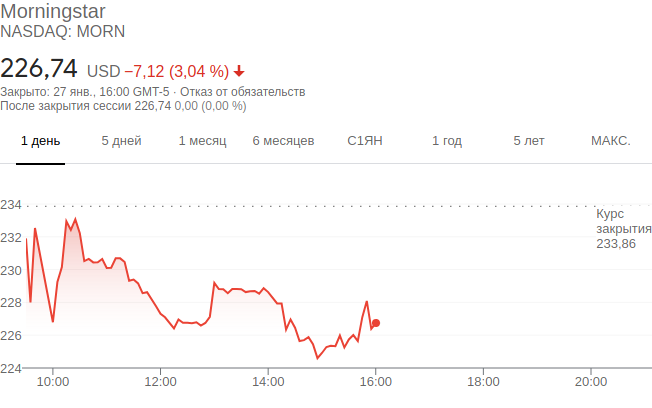 Morningstar
NASDAQ: MORN
226,74 USD −7,12 (3,04 %)
Закрыто: 27 янв., 16:00 GMT-5 · Отказ от обязательств
После закрытия сессии 226,74 0,00 (0,00 %)
1 день 5 дней 1 месяц 6 месяцев С1ЯН 1 год 5 лет МАКС.
234
Курс
закрытия
233,86
232
230
228
226
224
10:00 12:00 14:00 16:00 18:00 20:00